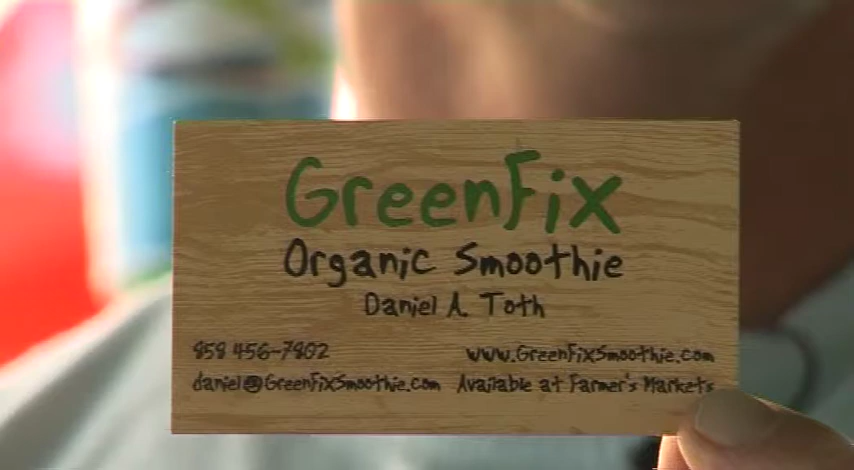 GreenFix
Organic Smoothie
Daniel A Toth
858 456-7802
www.GreenFixSmoothie.com
daniel@GreenFixSmoothie.com
Available at Farmer's Markets